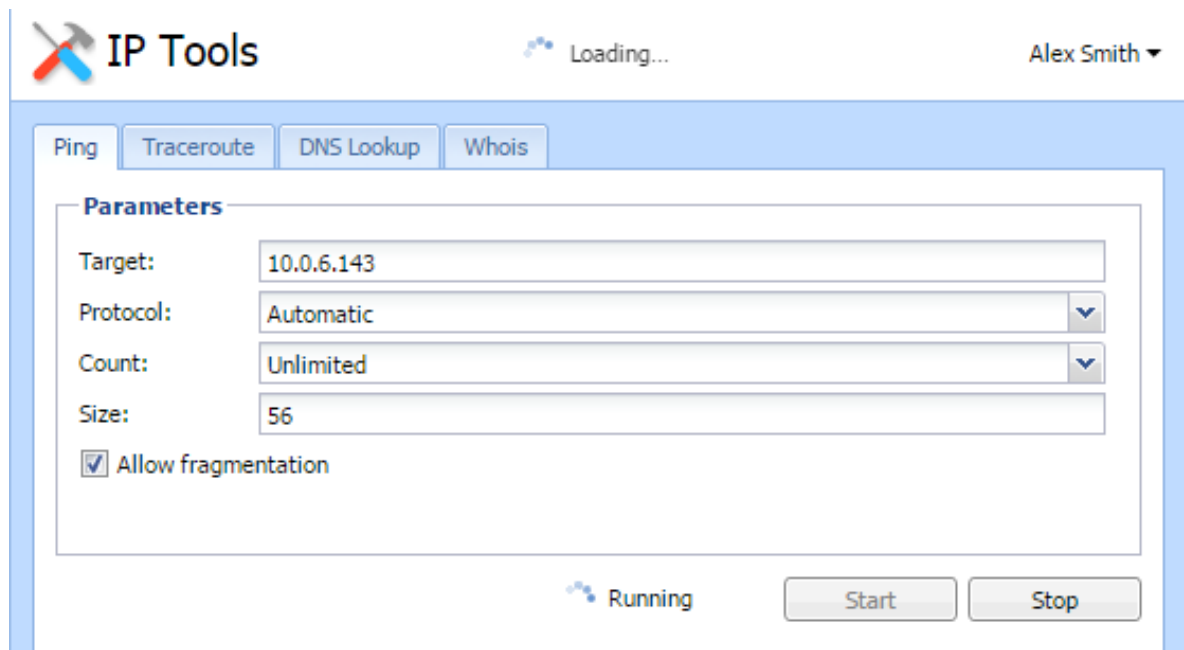 IP Tools Loading... Alex Smith
Ping Traceroute DNS Lookup Whois
Parameters
Target: 10.0.6.143
Protocol: Automatic
Count: Unlimited
Size: 56
Allow fragmentation
Running Start Stop